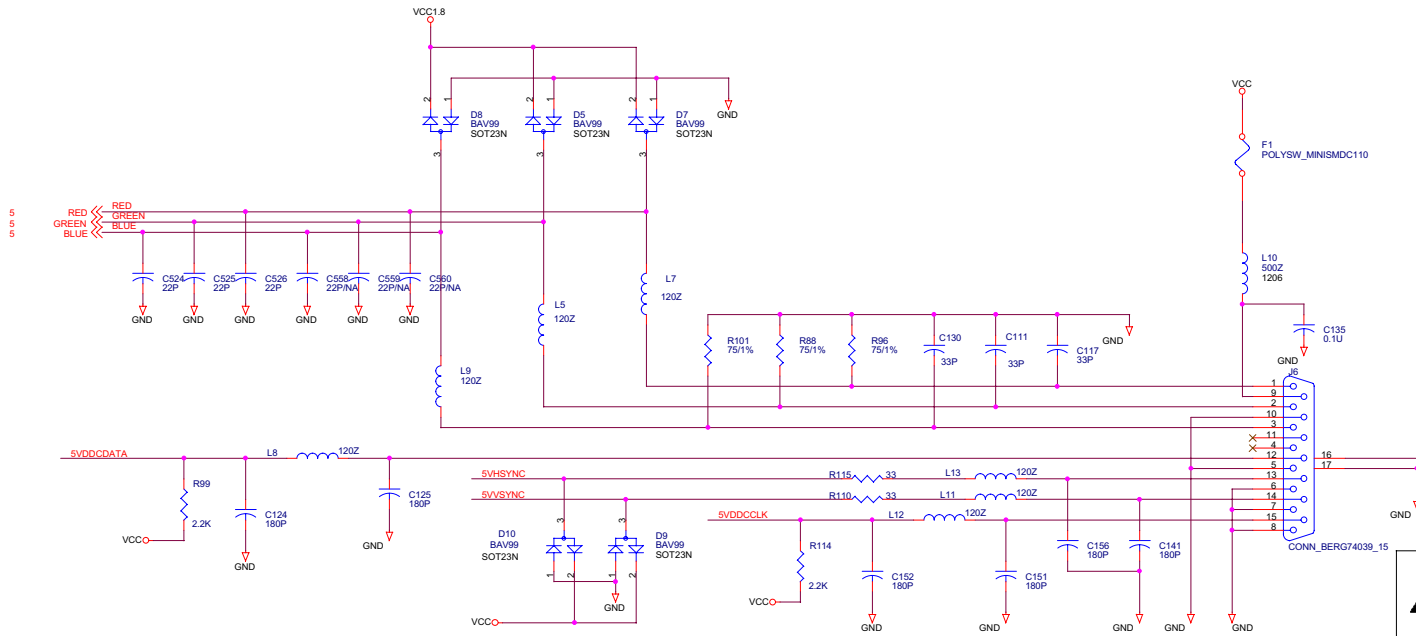 VCC1.8
2
1
2
1
2
1
D8
BAV99
SOT23N
D5
BAV99
SOT23N
D7
BAV99
SOT23N
GND
3
3
3
VCC
F1
POLYSW_MINISMDC110
5
RED
RED
5
GREEN
GREEN
5
BLUE
BLUE
C524
22P
C525
22P
C526
22P
C558
22P/NA
C559
22P/NA
C560
22P/NA
GND
GND
GND
GND
GND
GND
L7
120Z
L5
120Z
L9
120Z
L10
500Z
1206
R101
75/1%
R88
75/1%
R96
75/1%
C130
33P
C111
33P
C117
33P
GND
C135
0.1U
GND
J6
1
9
2
10
3
11
4
12
5
13
6
14
7
15
8
16
17
CONN_BERG74039_15
GND
5VDDCDATA
L8
120Z
R99
2.2K
VCC
C124
180P
GND
C125
180P
GND
5VHSYNC
R115
33
L13
120Z
5VVSYNC
R110
33
L11
120Z
5VDDCCLK
L12
120Z
3
3
D10
BAV99
SOT23N
D9
BAV99
SOT23N
1
2
1
2
GND
VCC
R114
2.2K
VCC
C152
180P
GND
C151
180P
GND
C156
180P
C141
180P
GND
GND
GND